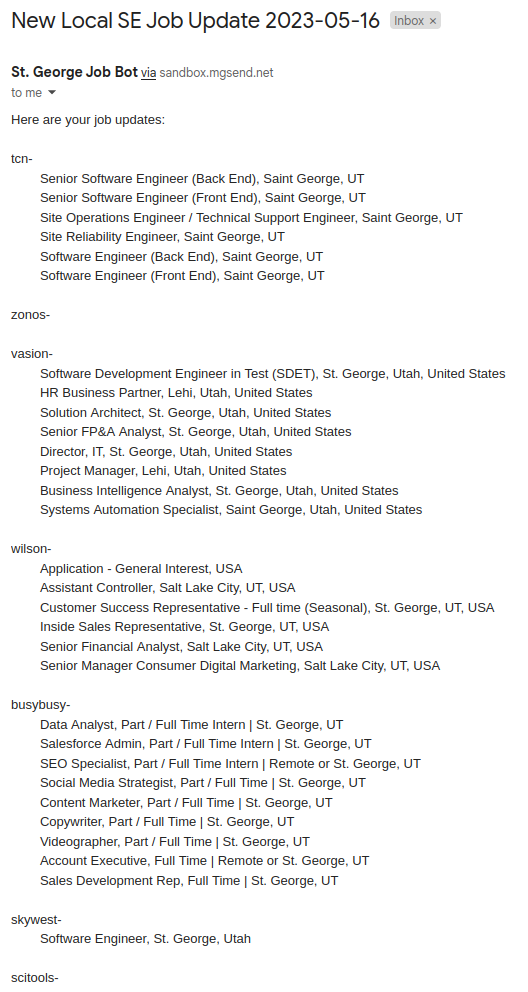 New Local SE Job Update 2023-05-16 Inbox ×
St. George Job Bot via sandbox.mgsend.net
to me
Here are your job updates:
tcn-
Senior Software Engineer (Back End), Saint George, UT
Senior Software Engineer (Front End), Saint George, UT
Site Operations Engineer / Technical Support Engineer, Saint George, UT
Site Reliability Engineer, Saint George, UT
Software Engineer (Back End), Saint George, UT
Software Engineer (Front End), Saint George, UT
zonos-
vasion-
Software Development Engineer in Test (SDET), St. George, Utah, United States
HR Business Partner, Lehi, Utah, United States
Solution Architect, St. George, Utah, United States
Senior FP&A Analyst, St. George, Utah, United States
Director, IT, St. George, Utah, United States
Project Manager, Lehi, Utah, United States
Business Intelligence Analyst, St. George, Utah, United States
Systems Automation Specialist, Saint George, Utah, United States
wilson-
Application - General Interest, USA
Assistant Controller, Salt Lake City, UT, USA
Customer Success Representative - Full time (Seasonal), St. George, UT, USA
Inside Sales Representative, St. George, UT, USA
Senior Financial Analyst, Salt Lake City, UT, USA
Senior Manager Consumer Digital Marketing, Salt Lake City, UT, USA
busybusy-
Data Analyst, Part / Full Time Intern | St. George, UT
Salesforce Admin, Part / Full Time Intern | St. George, UT
SEO Specialist, Part / Full Time Intern | Remote or St. George, UT
Social Media Strategist, Part / Full Time | St. George, UT
Content Marketer, Part / Full Time | St. George, UT
Copywriter, Part / Full Time | St. George, UT
Videographer, Part / Full Time | St. George, UT
Account Executive, Full Time | Remote or St. George, UT
Sales Development Rep, Full Time | St. George, UT
skywest-
Software Engineer, St. George, Utah
scitools-